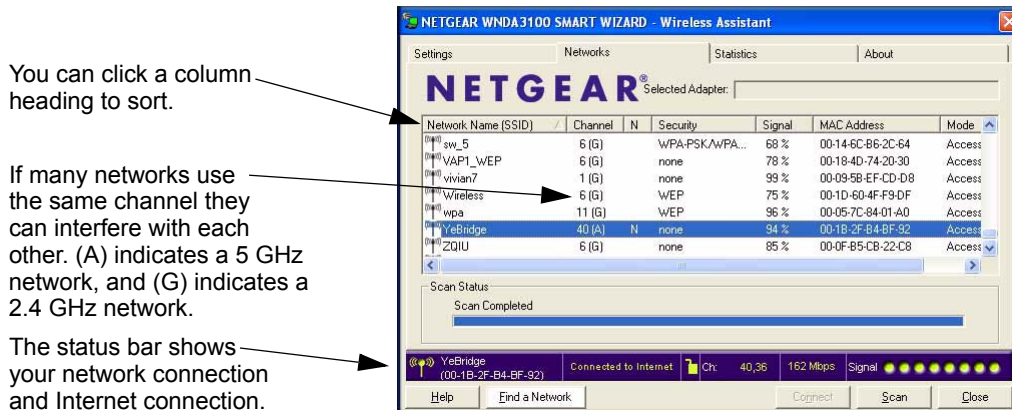 You can click a column
heading to sort.
If many networks use
the same channel they
can interfere with each
other. (A) indicates a 5 GHz
network, and (G) indicates a
2.4 GHz network.
The status bar shows
your network connection
and Internet connection.
NETGEAR WNDA3100 SMART WIZARD - Wireless Assistant
Settings Networks Statistics About
NETGEAR® Selected Adapter:
Network Name (SSID) Channel N Security Signal MAC Address Mode
sw_5 6 (G) WPA-PSK/WPA... 68 % 00-14-6C-B6-2C-64 Access
VAP1_WEP 6 (G) none 78 % 00-18-4D-74-20-30 Access
vivian7 1 (G) none 99 % 00-09-5B-EF-CD-D8 Access
Wireless 6 (G) WEP 75 % 00-1D-60-4F-F9-DF Access
wpa 11 (G) WEP 96 % 00-05-7C-84-01-A0 Access
YeBridge 40 (A) N none 94 % 00-1B-2F-B4-BF-92 Access
ZQIU 6 (G) none 85 % 00-0F-B5-CB-22-C8 Access
Scan Status
Scan Completed
YeBridge
(00-1B-2F-B4-BF-92) Connected to Internet Ch: 40,36 162 Mbps Signal
Help Find a Network Connect Scan Close